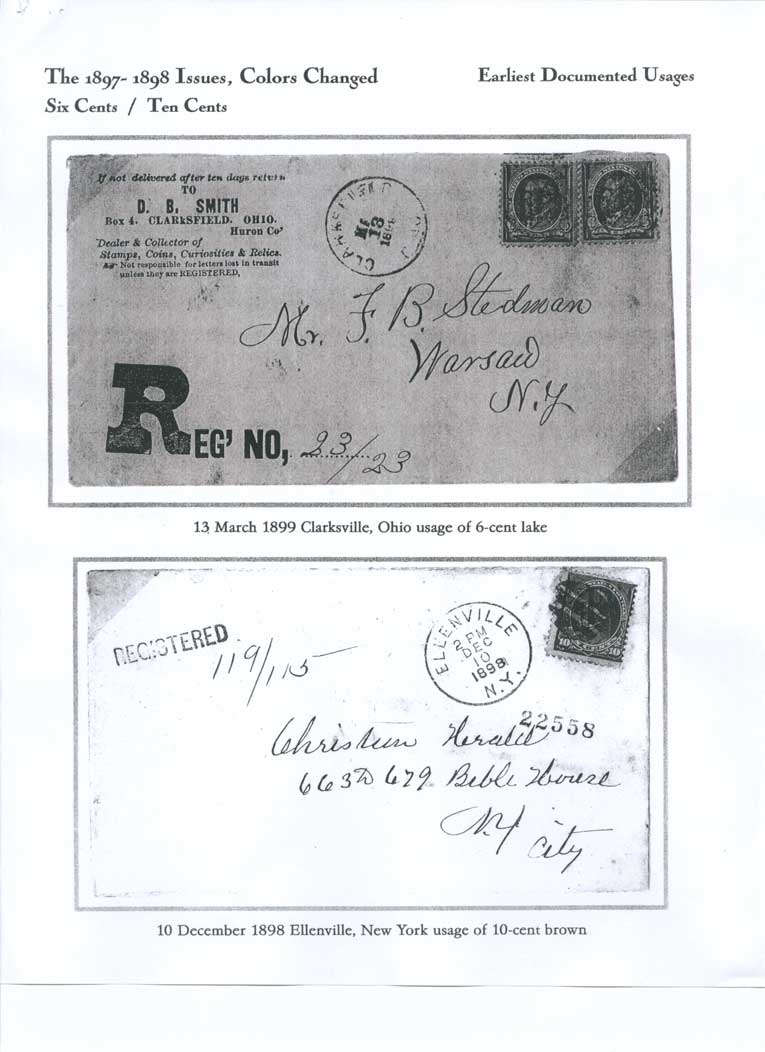 The 1897-1898 Issues, Colors Changed
Earliest Documented Usages
Six Cents / Ten Cents
If not delivered after ten days return
TO
D. B. SMITH
Box 4. CLARKSFIELD. OHIO.
Huron Co'
Dealer & Collector of
Stamps, Coins, Curiosities & Relics.
Not responsible for letters lost in transit
unless they are REGISTERED,
CLARKSFIELD
13
Mr. F. B. Stedman
Warsaw
N.Y.
REG' NO, 23/23
13 March 1899 Clarksville, Ohio usage of 6-cent lake
REGISTERED
119/115
ELLENVILLE
2 PM
DEC
10
1898
N.Y.
10 10
22558
Christian Herald
663 to 679 Bible House
N.Y
City
10 December 1898 Ellenville, New York usage of 10-cent brown